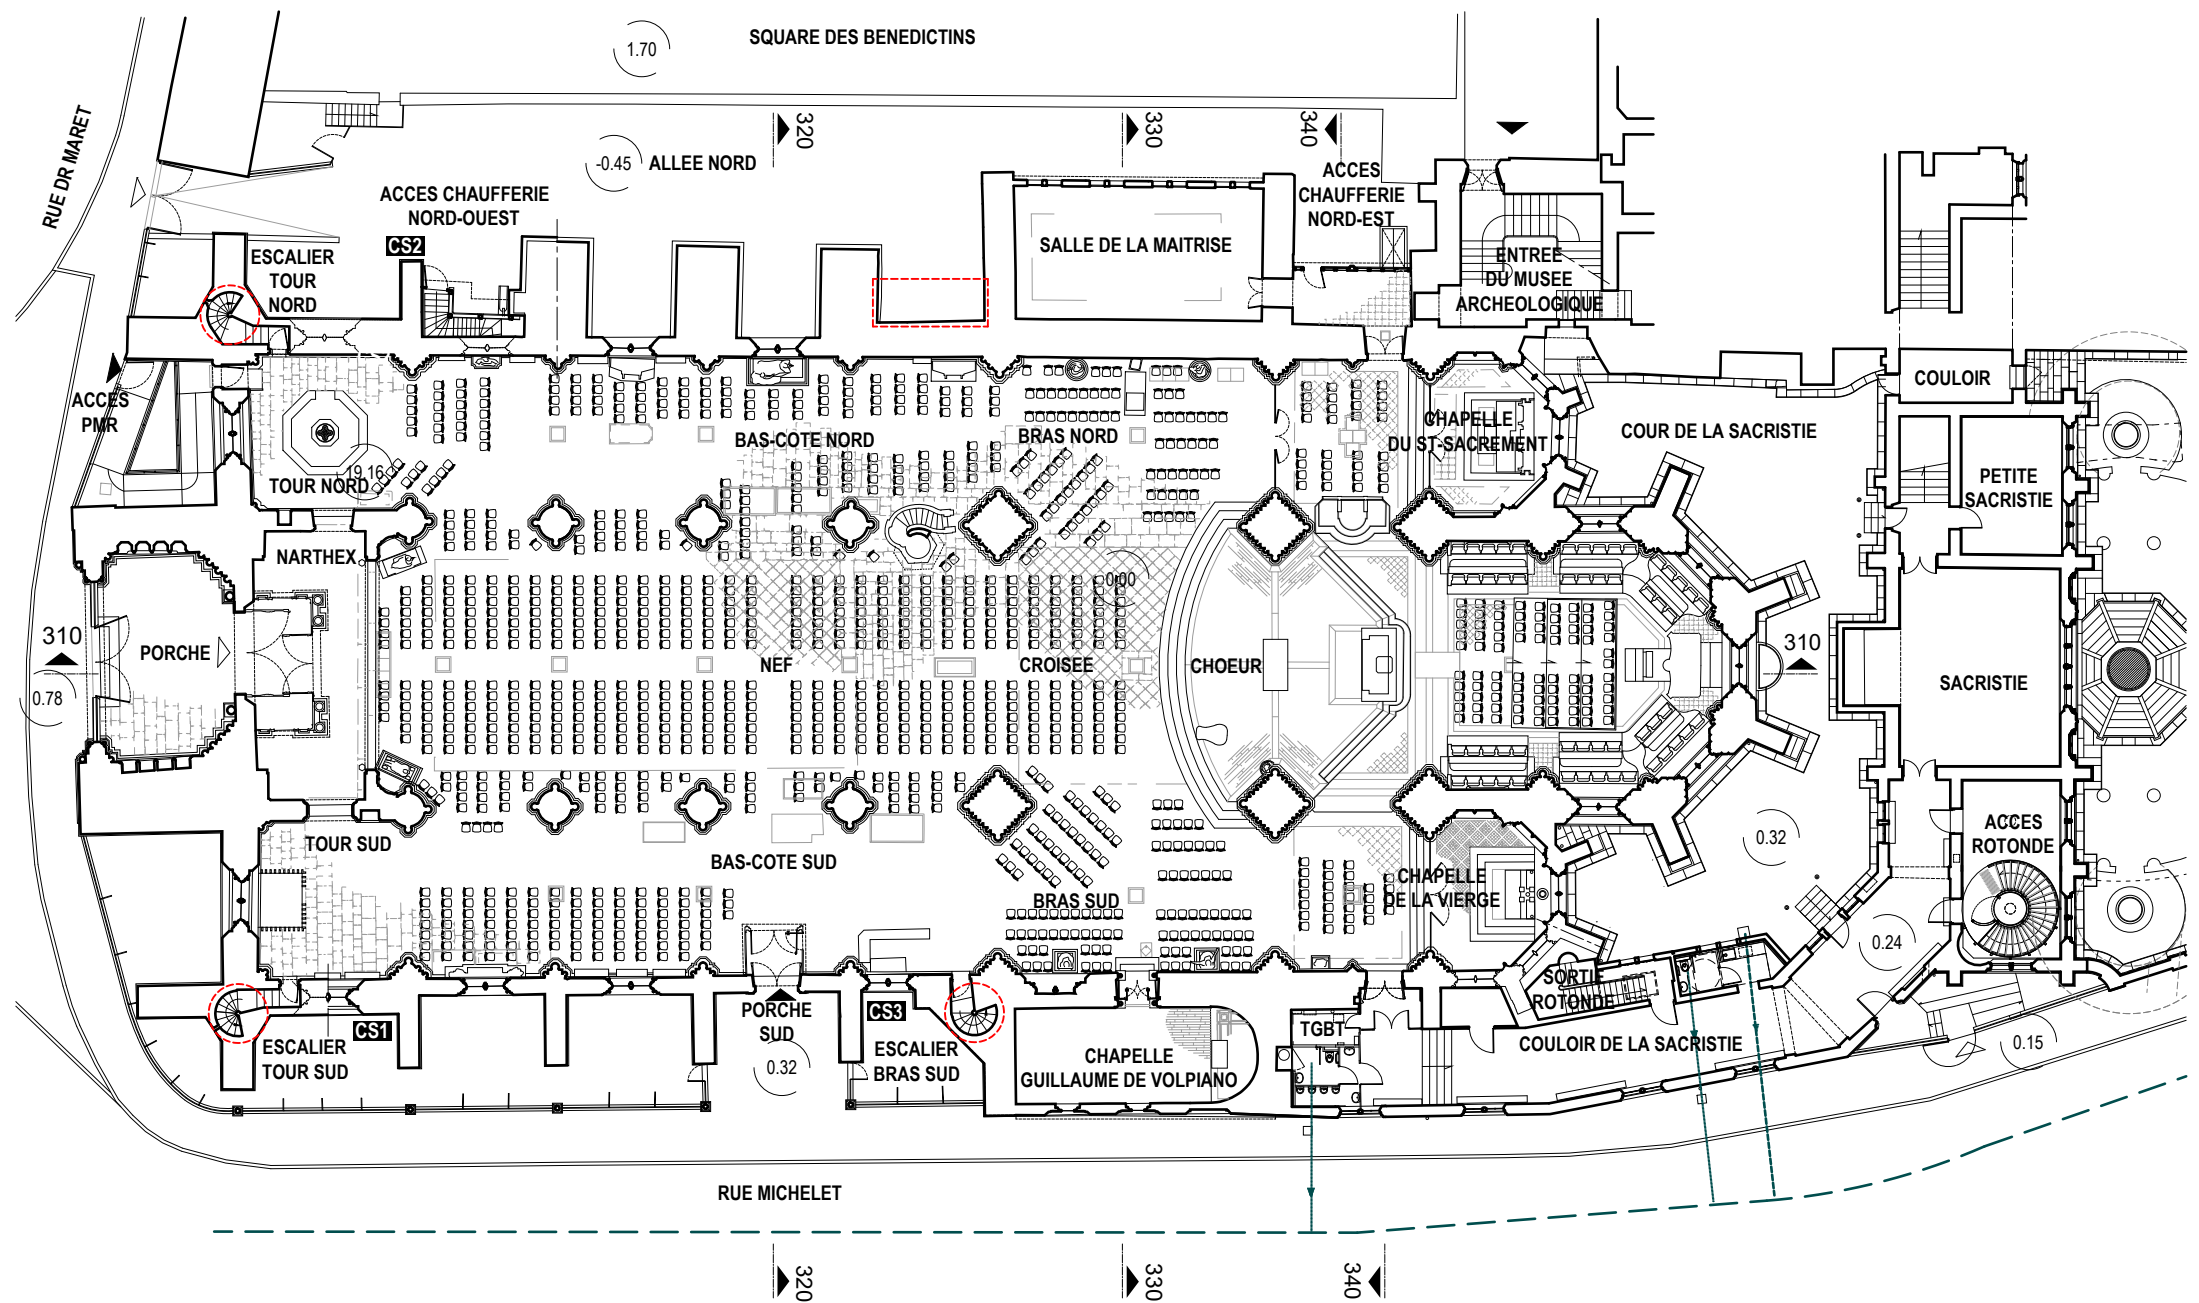 SQUARE DES BENEDICTINS
1.70
RUE DR MARET
320
330
340
-0.45
ALLEE NORD
ACCES CHAUFFERIE
NORD-OUEST
CS2
ACCES
CHAUFFERIE
NORD-EST
SALLE DE LA MAITRISE
ESCALIER
TOUR
NORD
ENTREE
DU MUSEE
ARCHEOLOGIQUE
ACCES
PMR
COULOIR
BAS-COTE NORD
BRAS NORD
CHAPELLE
DU ST-SACREMENT
COUR DE LA SACRISTIE
19.16
TOUR NORD
PETITE
SACRISTIE
NARTHEX
0.00
310
PORCHE
NEF
CROISEE
CHOEUR
310
SACRISTIE
0.78
TOUR SUD
BAS-COTE SUD
BRAS SUD
CHAPELLE
DE LA VIERGE
0.32
ACCES
ROTONDE
0.24
SORTIE
ROTONDE
CS1
ESCALIER
TOUR SUD
PORCHE
SUD
0.32
CS3
ESCALIER
BRAS SUD
CHAPELLE
GUILLAUME DE VOLPIANO
TGBT
COULOIR DE LA SACRISTIE
0.15
RUE MICHELET
320
330
340